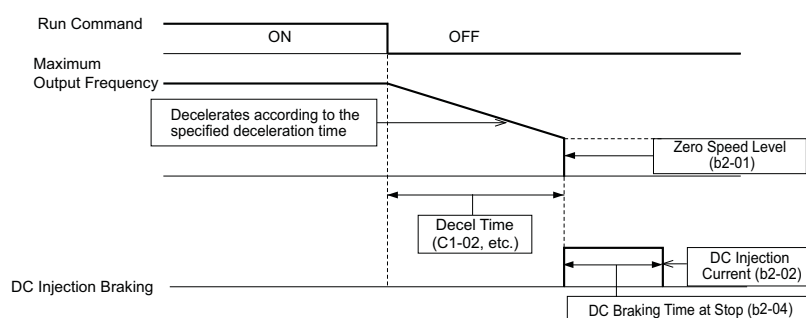 Run Command
ON
OFF
Maximum
Output Frequency
Decelerates according to the
specified deceleration time
Zero Speed Level
(b2-01)
Decel Time
(C1-02, etc.)
DC Injection
Current (b2-02)
DC Injection Braking
DC Braking Time at Stop (b2-04)